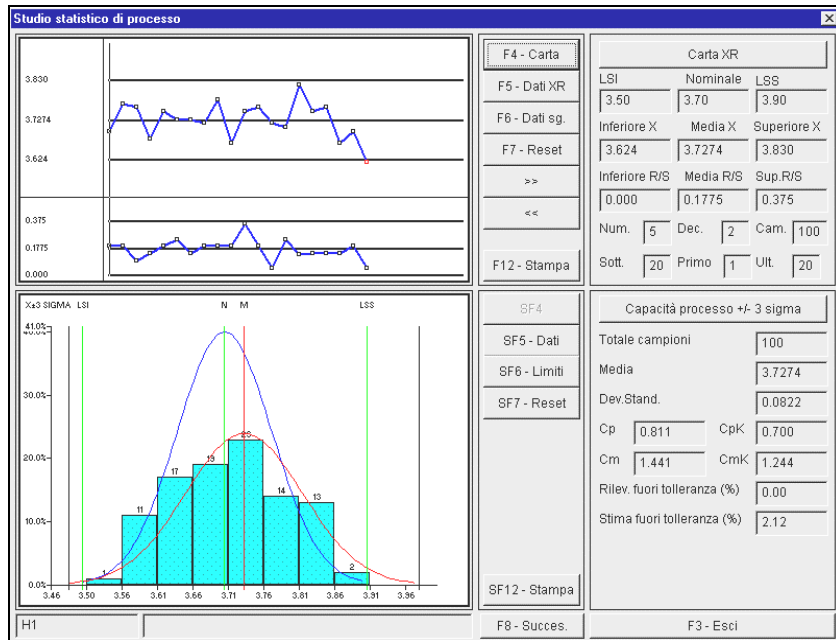 Studio statistico di processo
3.830
3.7274
3.624
0.375
0.1775
0.000
F4 - Carta
F5 - Dati XR
F6 - Dati sg.
F7 - Reset
>>
<<
F12 - Stampa
Carta XR
LSI Nominale LSS
3.50 3.70 3.90
Inferiore X Media X Superiore X
3.624 3.7274 3.830
Inferiore R/S Media R/S Sup.R/S
0.000 0.1775 0.375
Num. 5 Dec. 2 Cam. 100
Sott. 20 Primo 1 Ult. 20
X±3 SIGMA LSI N M LSS
41.0%
40.0%
30.0%
20.0%
10.0%
0.0%
1 11 17 19 23 14 13 2
3.46 3.50 3.56 3.61 3.66 3.71 3.76 3.81 3.86 3.91 3.96
SF4
SF5 - Dati
SF6 - Limiti
SF7 - Reset
SF12 - Stampa
Capacità processo +/- 3 sigma
Totale campioni 100
Media 3.7274
Dev.Stand. 0.0822
Cp 0.811 CpK 0.700
Cm 1.441 CmK 1.244
Rilev. fuori tolleranza (%) 0.00
Stima fuori tolleranza (%) 2.12
H1
F8 - Succes.
F3 - Esci